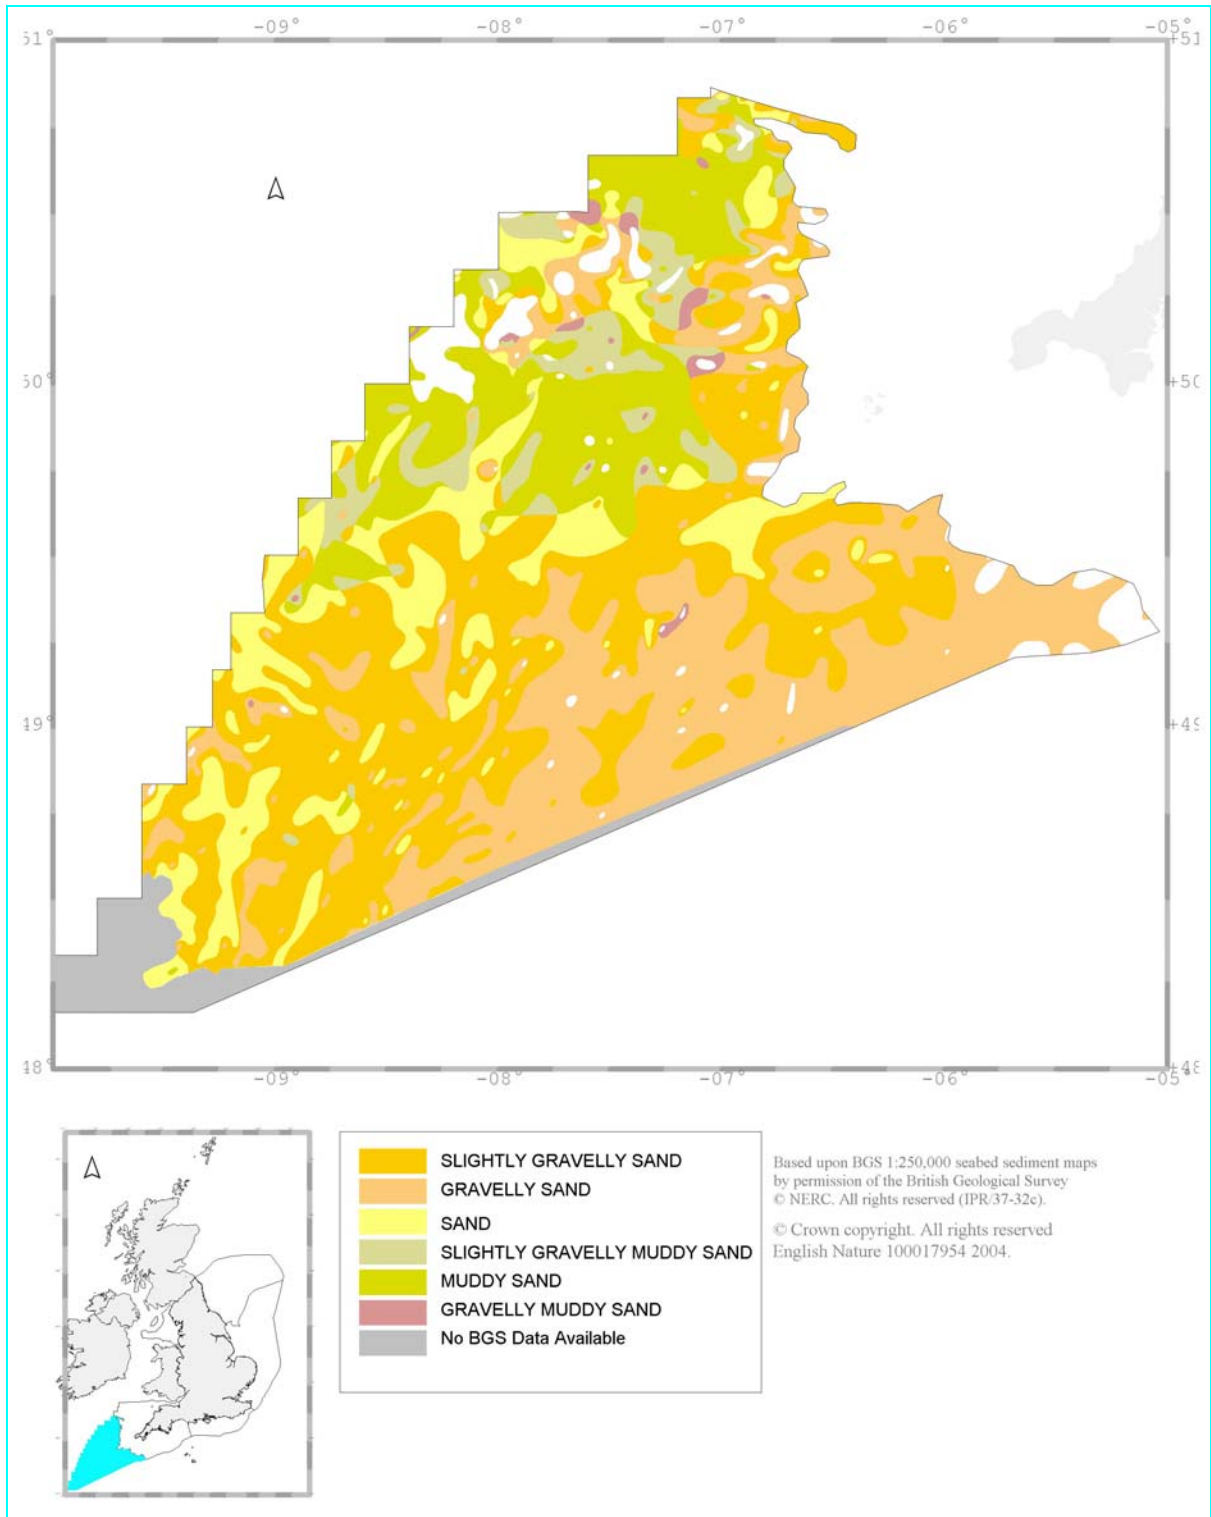 -09° -08° -07° -06° -05°
51° +51
50° +50
49° +49
48° +48
-09° -08° -07° -06° -05°
SLIGHTLY GRAVELLY SAND
GRAVELLY SAND
SAND
SLIGHTLY GRAVELLY MUDDY SAND
MUDDY SAND
GRAVELLY MUDDY SAND
No BGS Data Available
Based upon BGS 1:250,000 seabed sediment maps
by permission of the British Geological Survey
© NERC. All rights reserved (IPR/37-32c).
© Crown copyright. All rights reserved
English Nature 100017954 2004.